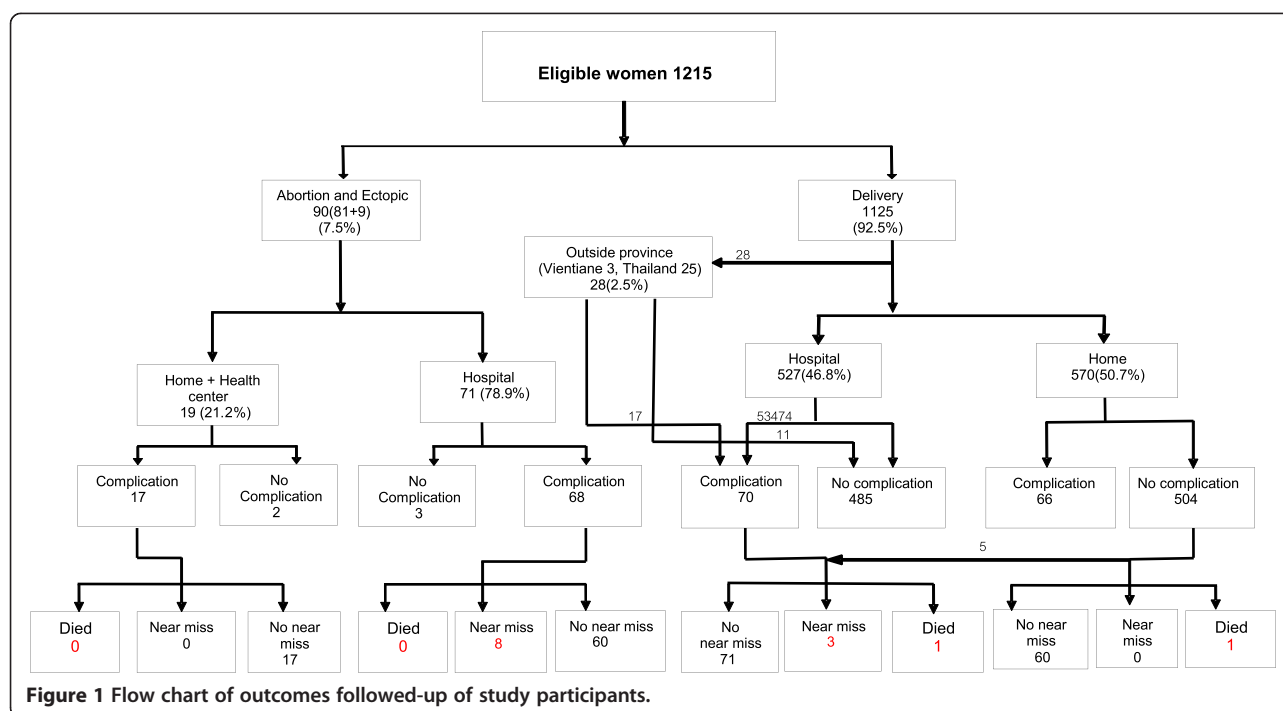 Eligible women 1215
Abortion and Ectopic
90(81+9)
(7.5%)
Delivery
1125
(92.5%)
Outside province
(Vientiane 3, Thailand 25)
28(2.5%)
28
Home + Health
center
19 (21.2%)
Hospital
71 (78.9%)
Hospital
527(46.8%)
Home
570(50.7%)
17
53474
11
Complication
17
No
Complication
2
No
Complication
3
Complication
68
Complication
70
No complication
485
Complication
66
No complication
504
5
Died
0
Near miss
0
No near
miss
17
Died
0
Near miss
8
No near miss
60
No
near miss
71
Near miss
3
Died
1
No near
miss
60
Near
miss
0
Died
1
Figure 1 Flow chart of outcomes followed-up of study participants.